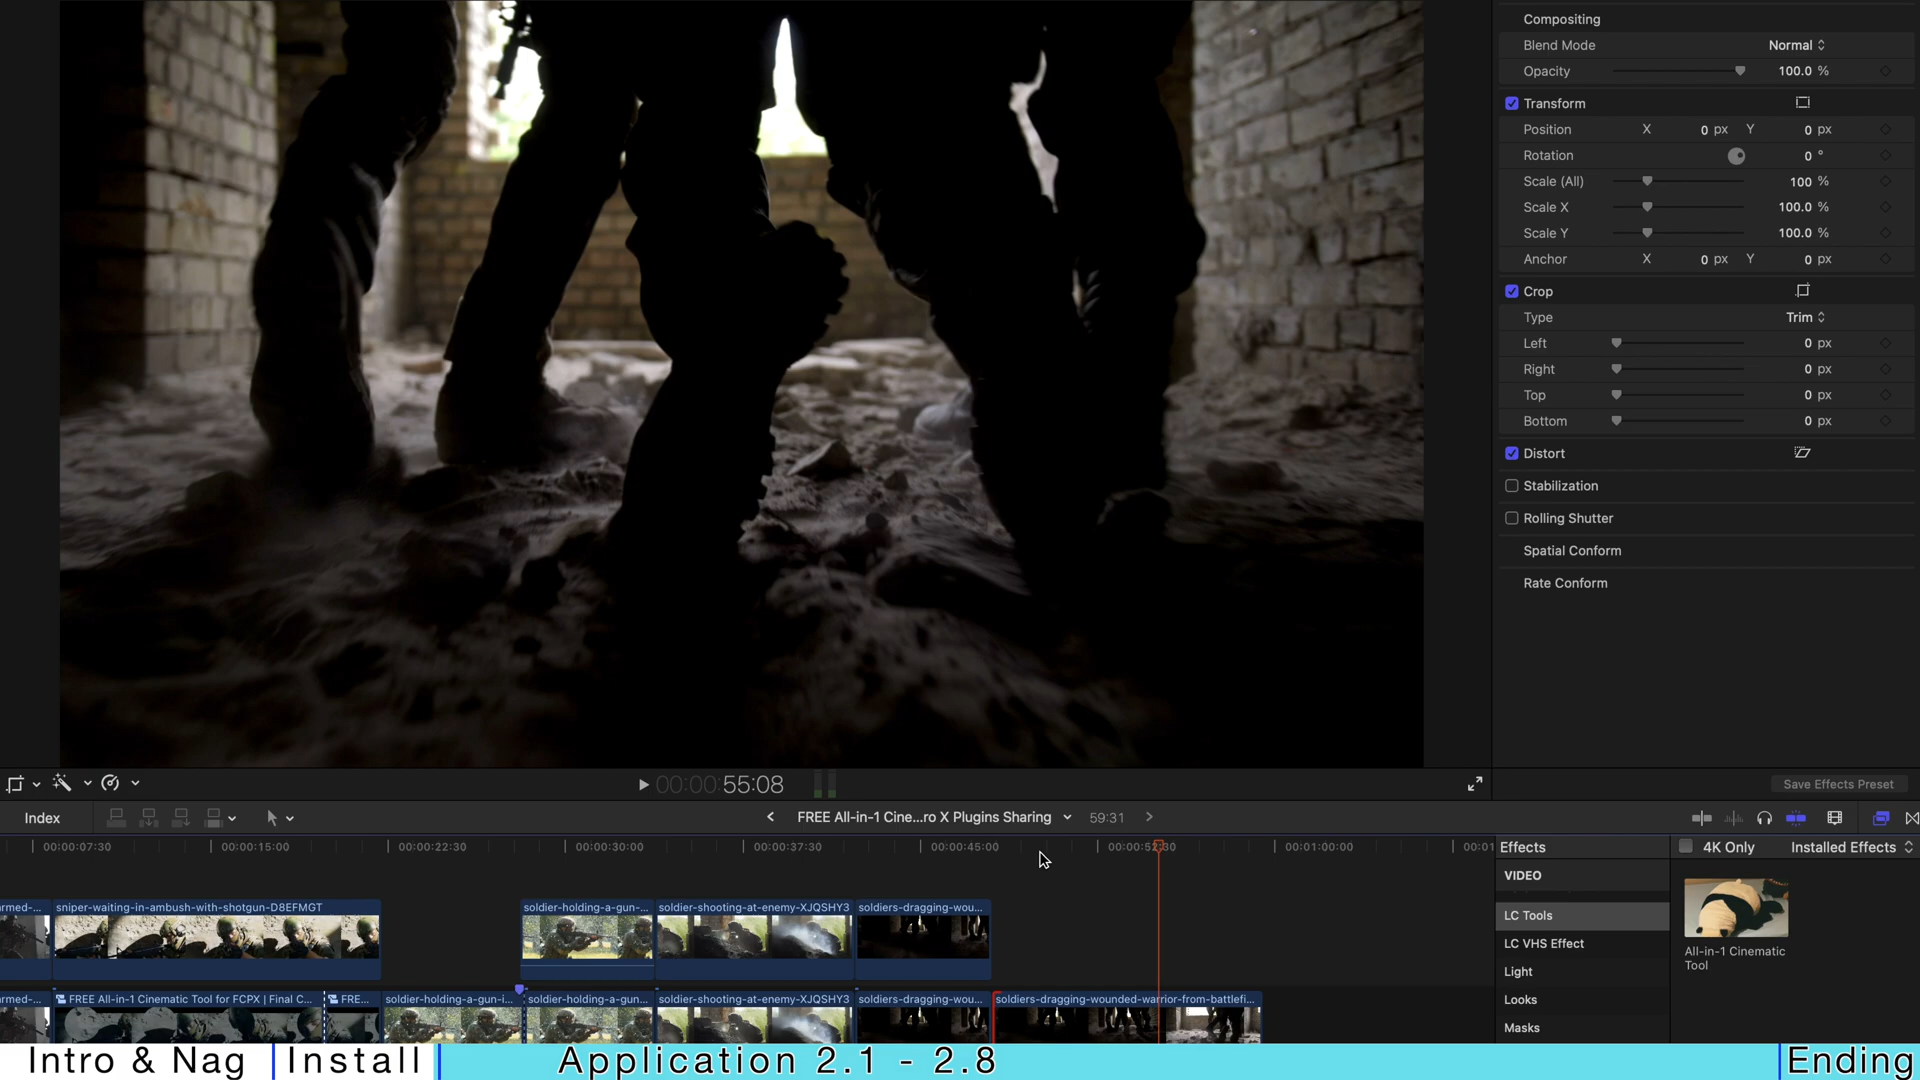 Compositing
Blend Mode Normal
Opacity 100.0 %
Transform
Position X 0 px Y 0 px
Rotation 0 °
Scale (All) 100 %
Scale X 100.0 %
Scale Y 100.0 %
Anchor X 0 px Y 0 px
Crop
Type Trim
Left 0 px
Right 0 px
Top 0 px
Bottom 0 px
Distort
Stabilization
Rolling Shutter
Spatial Conform
Rate Conform
00:00:55:08
Save Effects Preset
Index
FREE All-in-1 Cine...ro X Plugins Sharing 59:31
00:00:07:30 00:00:15:00 00:00:22:30 00:00:30:00 00:00:37:30 00:00:45:00 00:00:52:30 00:01:00:00 00:01
Effects 4K Only Installed Effects
VIDEO
LC Tools
LC VHS Effect
Light
Looks
Masks
All-in-1 Cinematic
Tool
rmed-... sniper-waiting-in-ambush-with-shotgun-D8EFMGT soldier-holding-a-gun-... soldier-shooting-at-enemy-XJQSHY3 soldiers-dragging-wou...
rmed-... FREE All-in-1 Cinematic Tool for FCPX | Final C... FRE... soldier-holding-a-gun-i... soldier-holding-a-gun... soldier-shooting-at-enemy-XJQSHY3 soldiers-dragging-wou... soldiers-dragging-wounded-warrior-from-battlefi...
Intro & Nag Install Application 2.1 - 2.8 Ending